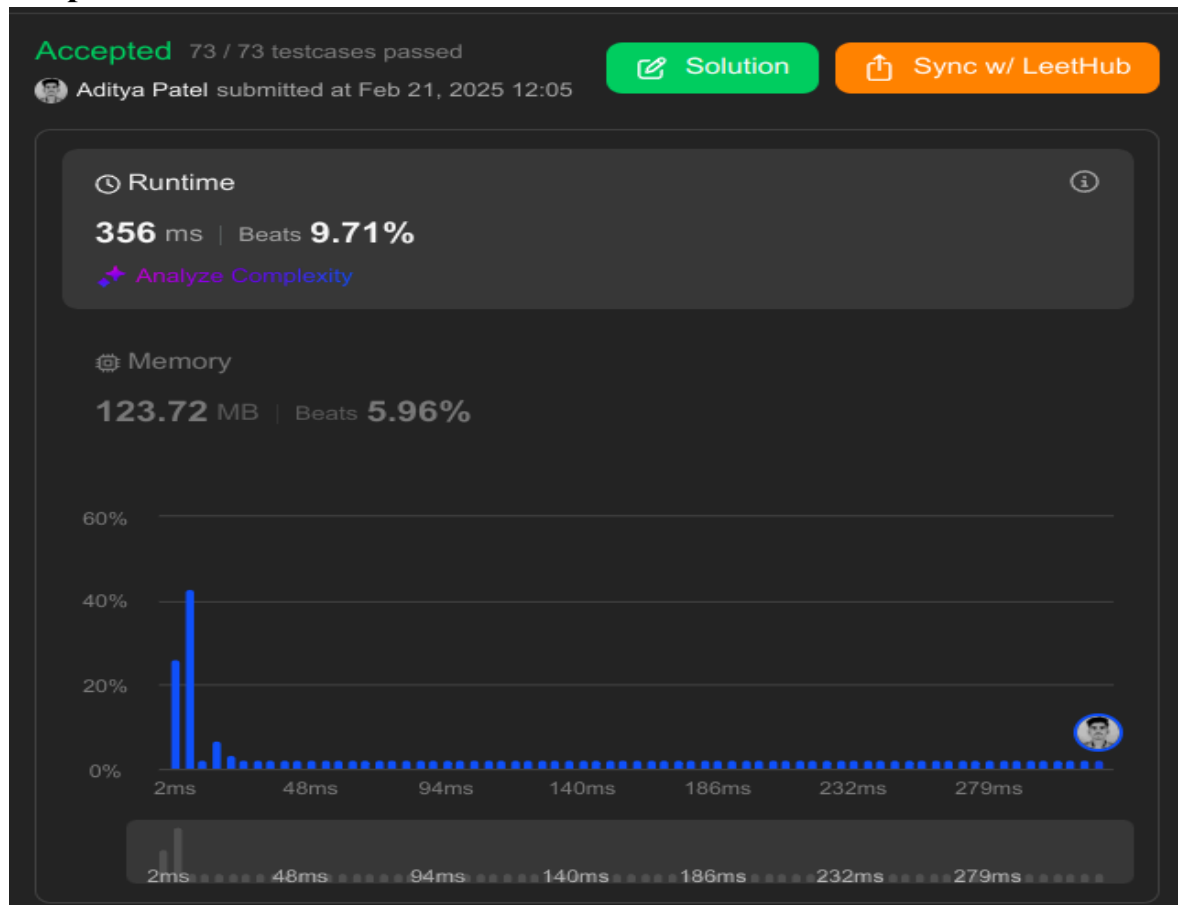 Accepted 73 / 73 testcases passed
Solution
Sync w/ LeetHub
Aditya Patel submitted at Feb 21, 2025 12:05
Runtime
356 ms | Beats 9.71%
Analyze Complexity
Memory
123.72 MB | Beats 5.96%
60%
40%
20%
0%
2ms 48ms 94ms 140ms 186ms 232ms 279ms
2ms 48ms 94ms 140ms 186ms 232ms 279ms